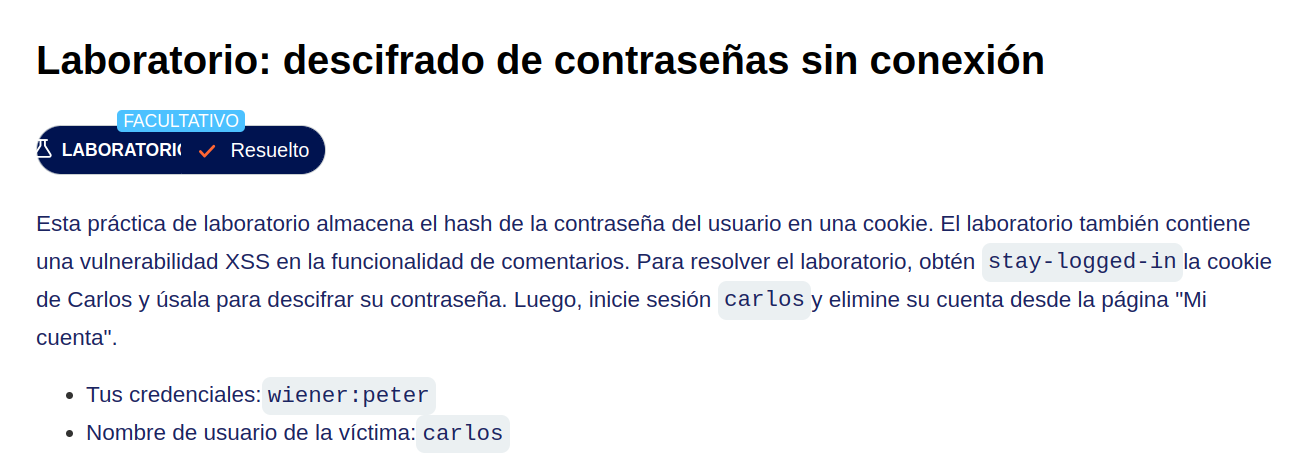 Laboratorio: descifrado de contraseñas sin conexión
FACULTATIVO
LABORATORIO Resuelto
Esta práctica de laboratorio almacena el hash de la contraseña del usuario en una cookie. El laboratorio también contiene
una vulnerabilidad XSS en la funcionalidad de comentarios. Para resolver el laboratorio, obtén stay-logged-in la cookie
de Carlos y úsala para descifrar su contraseña. Luego, inicie sesión carlos y elimine su cuenta desde la página "Mi
cuenta".
Tus credenciales: wiener:peter
Nombre de usuario de la víctima: carlos